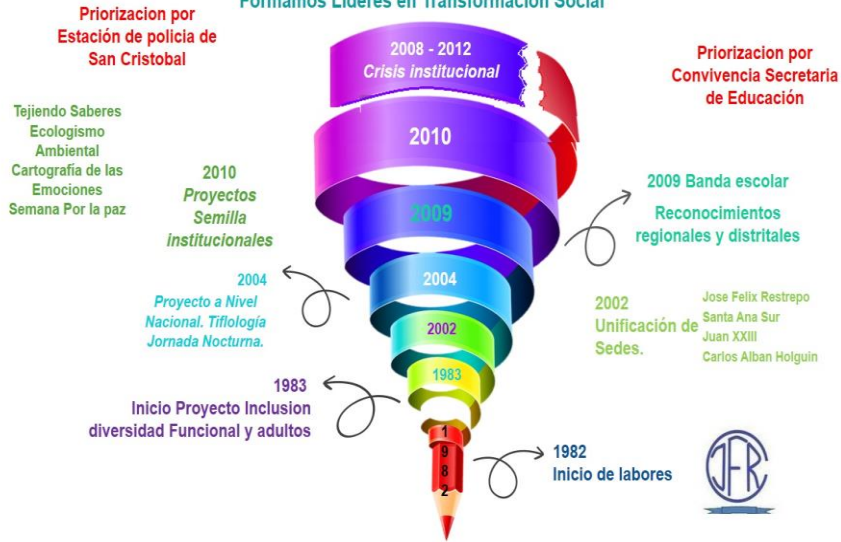 Formamos Lideres en Transformación Social
Priorizacion por
Estación de policia de
San Cristobal
2008 - 2012
Crisis institucional
Priorizacion por
Convivencia Secretaria
de Educación
Tejiendo Saberes
Ecologismo
Ambiental
Cartografía de las
Emociones
Semana Por la paz
2010
2010
Proyectos
Semilla
institucionales
2009
2009 Banda escolar
Reconocimientos
regionales y distritales
2004
Proyecto a Nivel
Nacional. Tiflología
Jornada Nocturna.
2004
2002
Unificación de
Sedes.
Jose Felix Restrepo
Santa Ana Sur
Juan XXIII
Carlos Alban Holguin
2002
1983
1983
Inicio Proyecto Inclusion
diversidad Funcional y adultos
1
9
8
2
1982
Inicio de labores
JFR